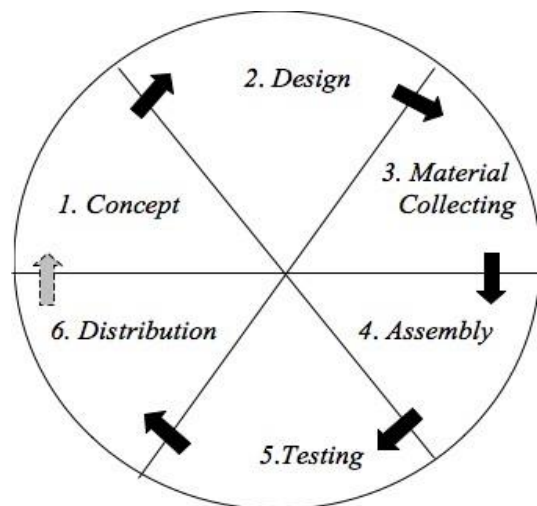 1. Concept
2. Design
3. Material
Collecting
4. Assembly
5.Testing
6. Distribution